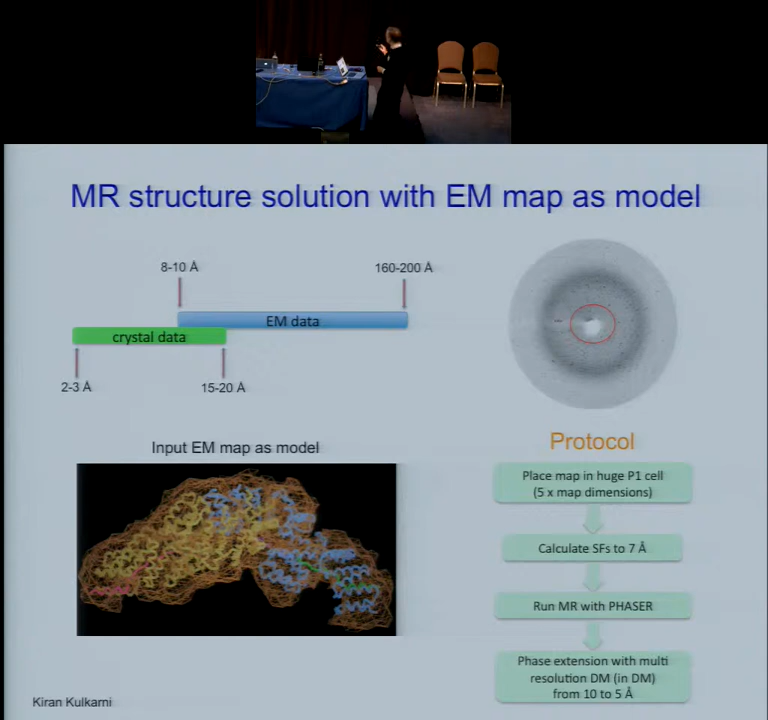 MR structure solution with EM map as model
8-10 Å
160-200 Å
EM data
crystal data
2-3 Å
15-20 Å
Input EM map as model
Protocol
Place map in huge P1 cell
(5 x map dimensions)
Calculate SFs to 7 Å
Run MR with PHASER
Phase extension with multi
resolution DM (in DM)
from 10 to 5 Å
Kiran Kulkarni